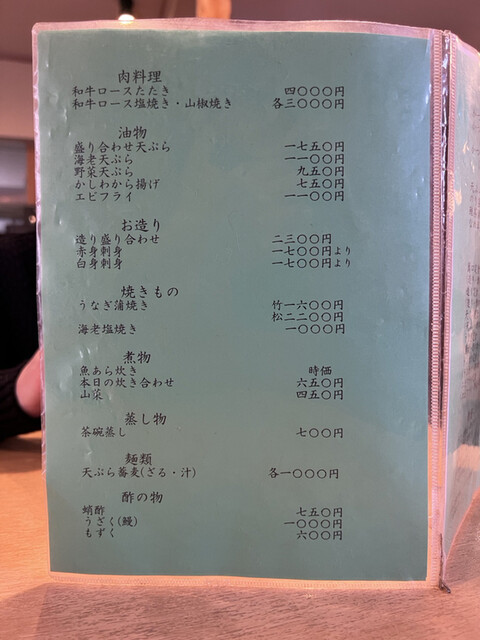 肉料理
和牛ロースたたき 四〇〇〇円
和牛ロース塩焼き・山椒焼き 各三〇〇〇円
油物
盛り合わせ天ぷら 一七五〇円
海老天ぷら 一一〇〇円
野菜天ぷら 九五〇円
かしわから揚げ 七五〇円
エビフライ 一一〇〇円
お造り
造り盛り合わせ 二三〇〇円
赤身刺身 一七〇〇円より
白身刺身 一七〇〇円より
焼きもの
うなぎ蒲焼き 竹一六〇〇円
松二二〇〇円
海老塩焼き 一〇〇〇円
煮物
魚あら炊き 時価
本日の炊き合わせ 六五〇円
山菜 四五〇円
蒸し物
茶碗蒸し 七〇〇円
麺類
天ぷら蕎麦(ざる・汁) 各一〇〇〇円
酢の物
蛸酢 七五〇円
うざく(鰻) 一〇〇〇円
もずく 六〇〇円